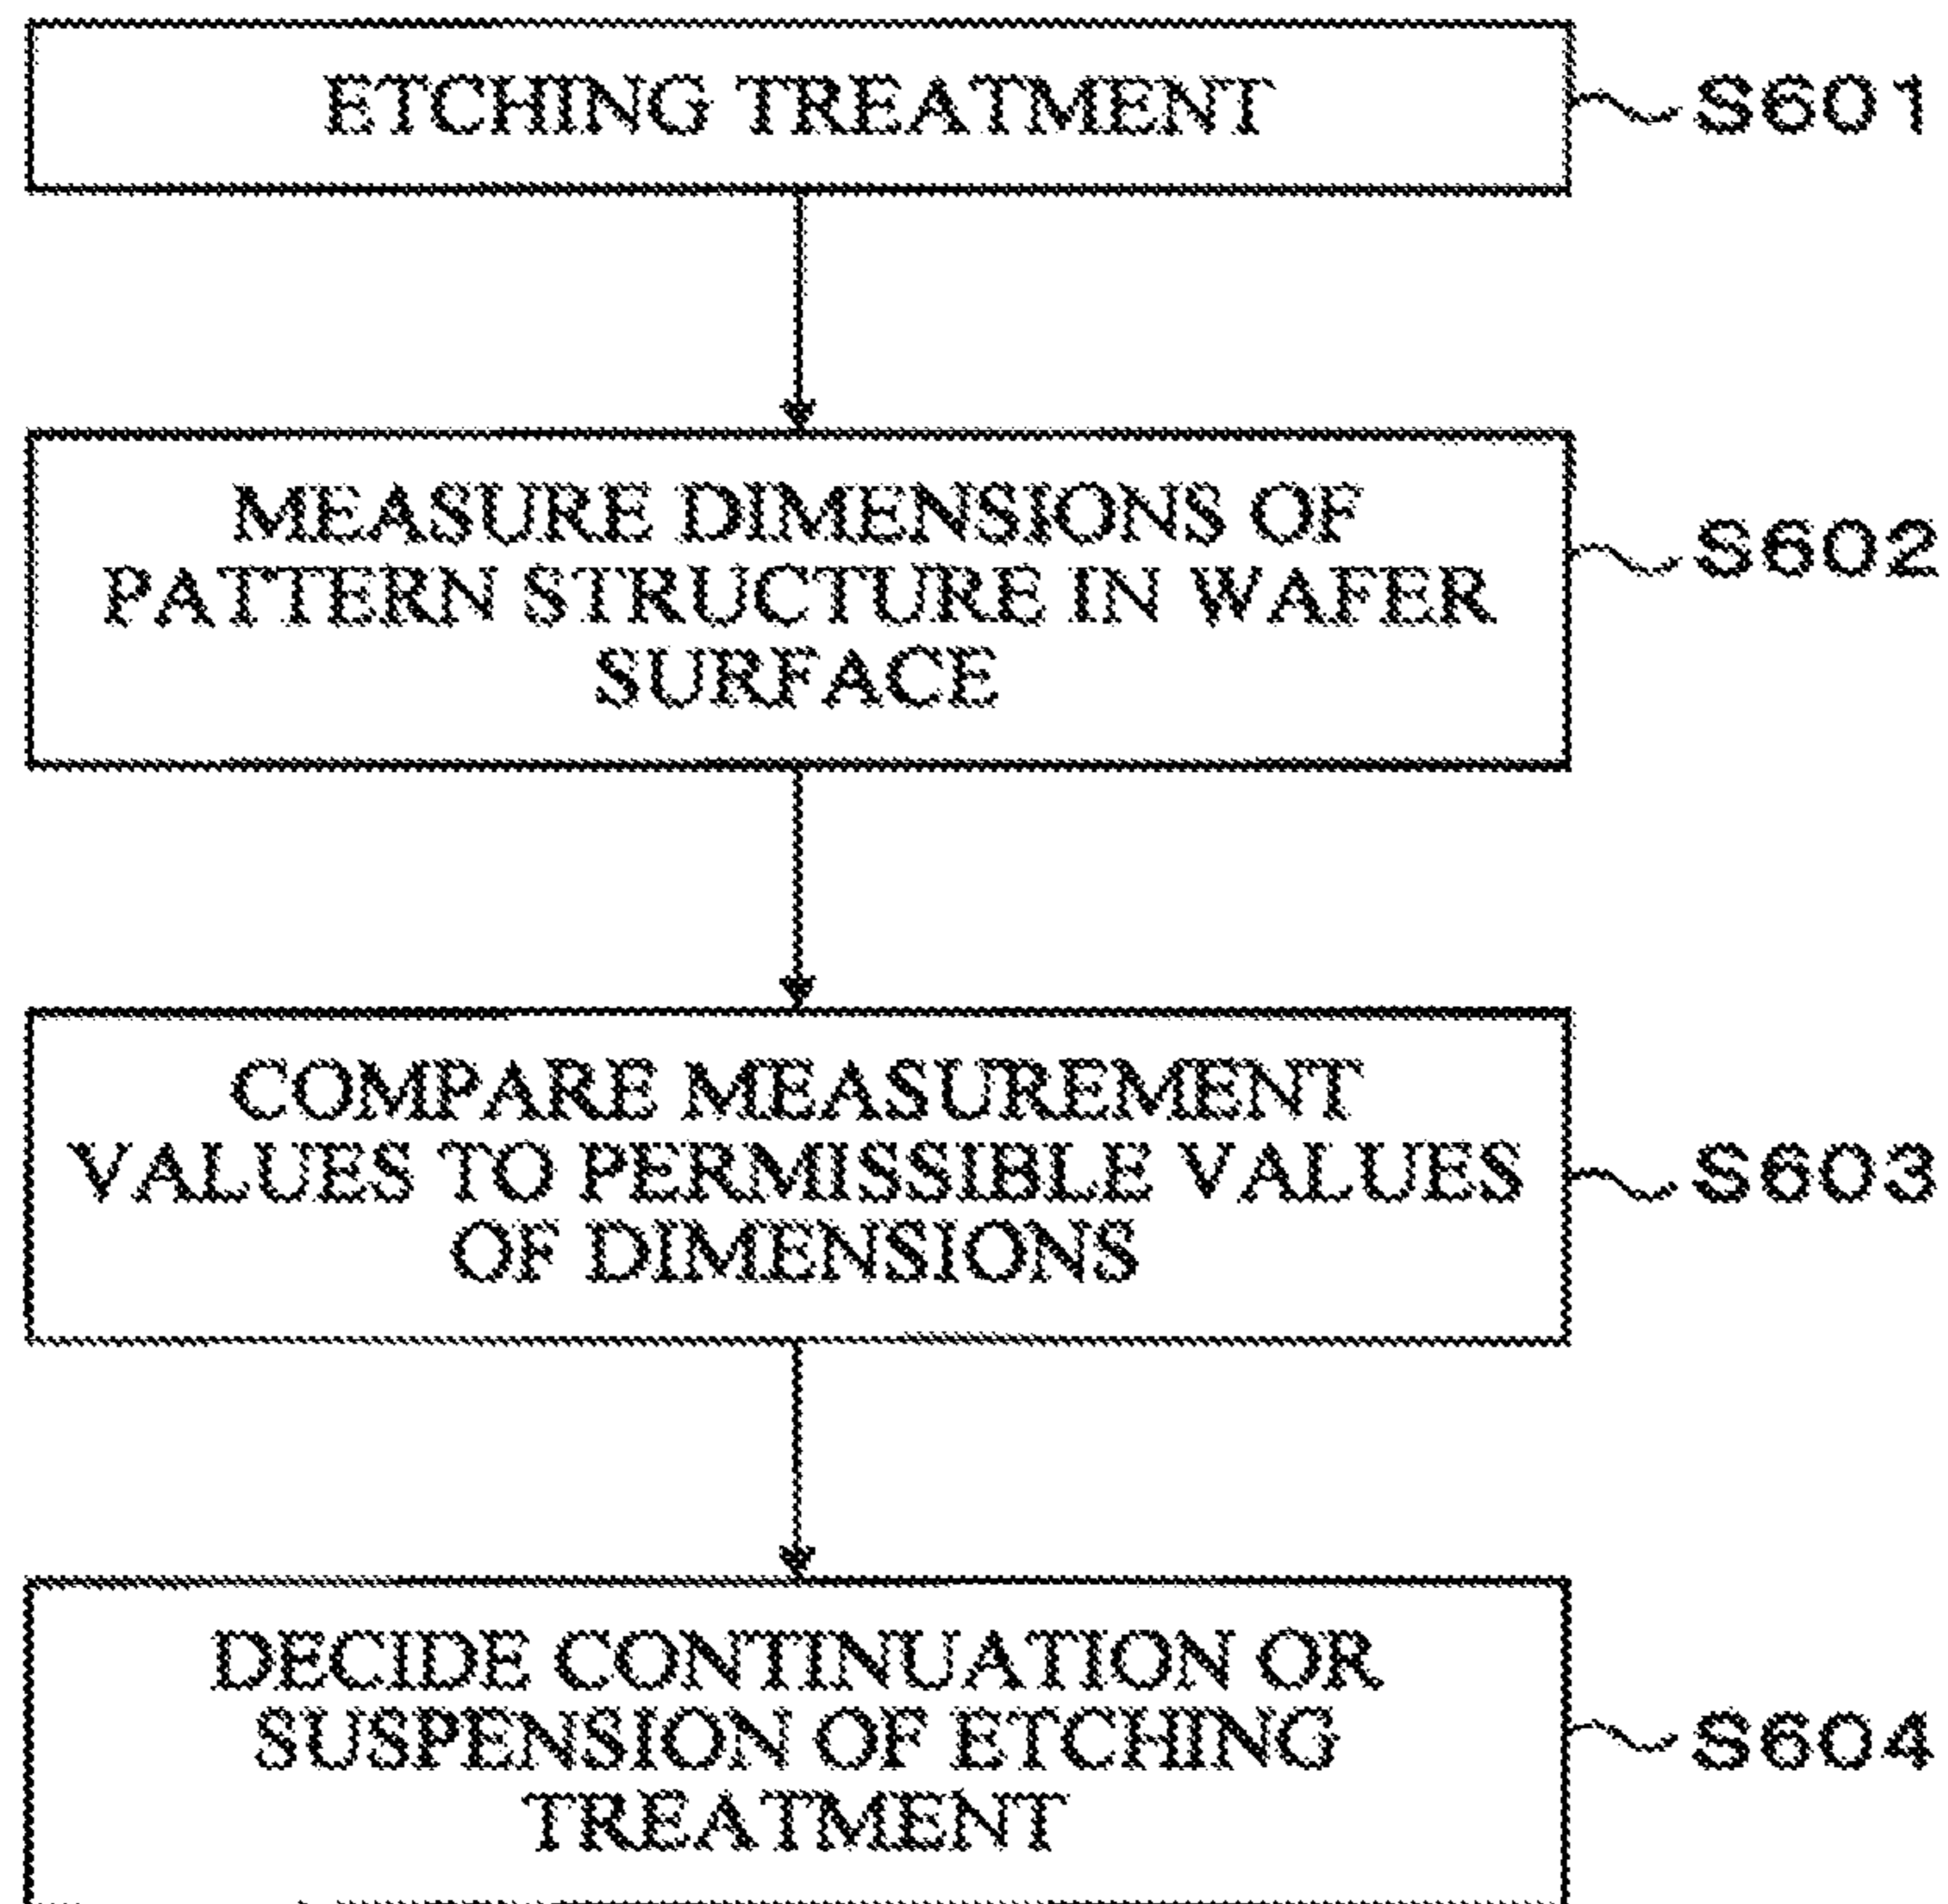 ETCHING TREATMENT
S601
MEASURE DIMENSIONS OF
PATTERN STRUCTURE IN WAFER
SURFACE
S602
COMPARE MEASUREMENT
VALUES TO PERMISSIBLE VALUES
OF DIMENSIONS
S603
DECIDE CONTINUATION OR
SUSPENSION OF ETCHING
TREATMENT
S604